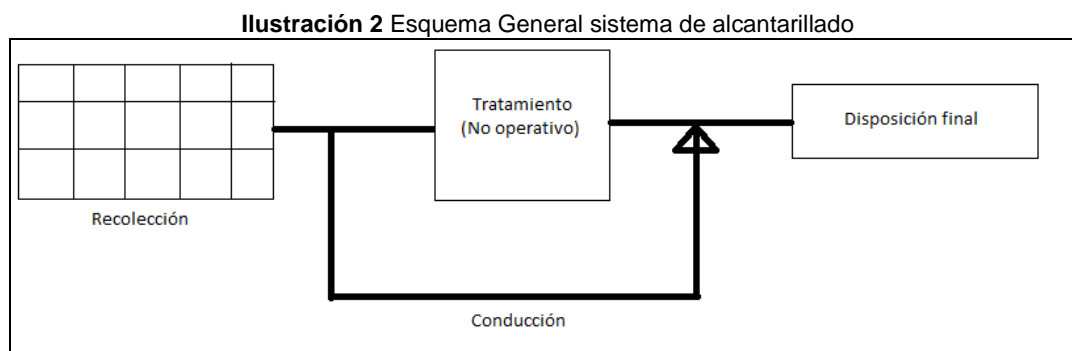 Ilustración 2 Esquema General sistema de alcantarillado
Tratamiento
(No operativo)
Disposición final
Recolección
Conducción